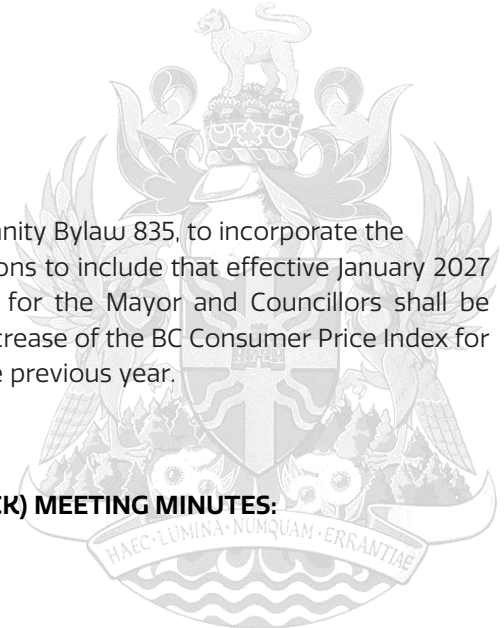 nity Bylaw 835, to incorporate the
ons to include that effective January 2027
for the Mayor and Councillors shall be
crease of the BC Consumer Price Index for
e previous year.
CK) MEETING MINUTES:
HAEC · LUMINA · NUMQUAM · ERRANTIAE